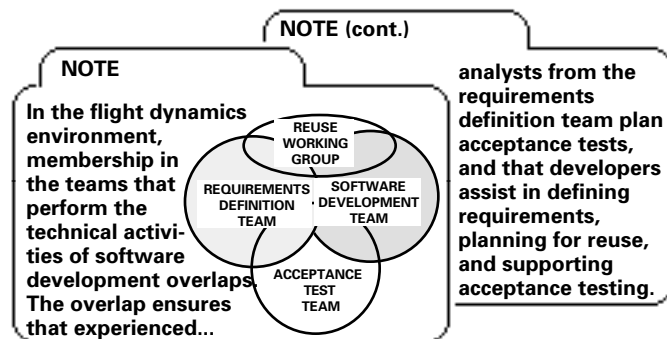 NOTE
In the flight dynamics
environment,
membership in
the teams that
perform the
technical activi-
ties of software
development overlaps.
The overlap ensures
that experienced...
REUSE
WORKING
GROUP
REQUIREMENTS
DEFINITION
TEAM
SOFTWARE
DEVELOPMENT
TEAM
ACCEPTANCE
TEST
TEAM
NOTE (cont.)
analysts from the
requirements
definition team plan
acceptance tests,
and that developers
assist in defining
requirements,
planning for reuse,
and supporting
acceptance testing.